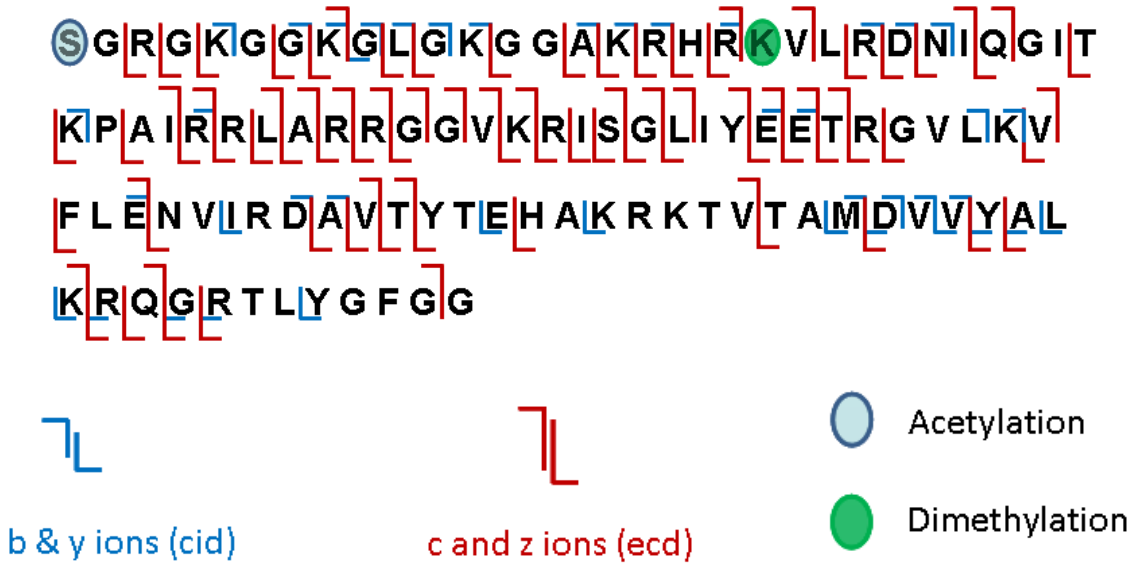 SGRGKGGKGLGKGGAKRHRKVLRDNIQGIT
KPAIRRLARRGGVKRISGLIYEETRGVLKV
FLENVIRDAVTYTEHAKRKTVTAMDVVYAL
KRQGRTLYGFGG
b & y ions (cid)
c and z ions (ecd)
Acetylation
Dimethylation